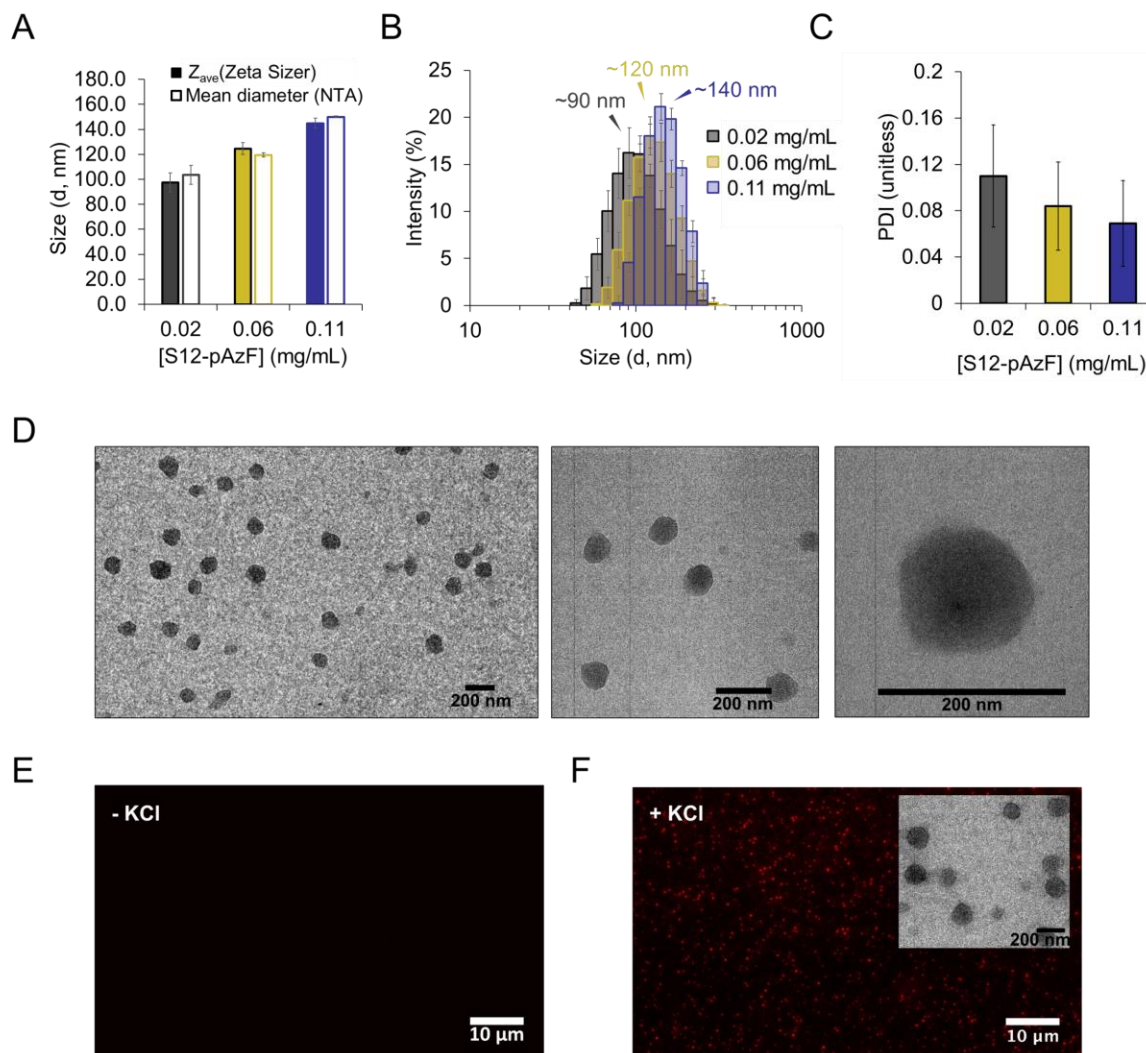 A
Zave(Zeta Sizer)
Mean diameter (NTA)
Size (d, nm)
180.0
160.0
140.0
120.0
100.0
80.0
60.0
40.0
20.0
0.0
0.02 0.06 0.11
[S12-pAzF] (mg/mL)
B
~120 nm
~90 nm
~140 nm
0.02 mg/mL
0.06 mg/mL
0.11 mg/mL
Intensity (%)
25
20
15
10
5
0
10 100 1000
Size (d, nm)
C
PDI (unitless)
0.16
0.12
0.08
0.04
0
0.02 0.06 0.11
[S12-pAzF] (mg/mL)
D
200 nm
200 nm
200 nm
E
- KCl
10 µm
F
+ KCl
200 nm
10 µm